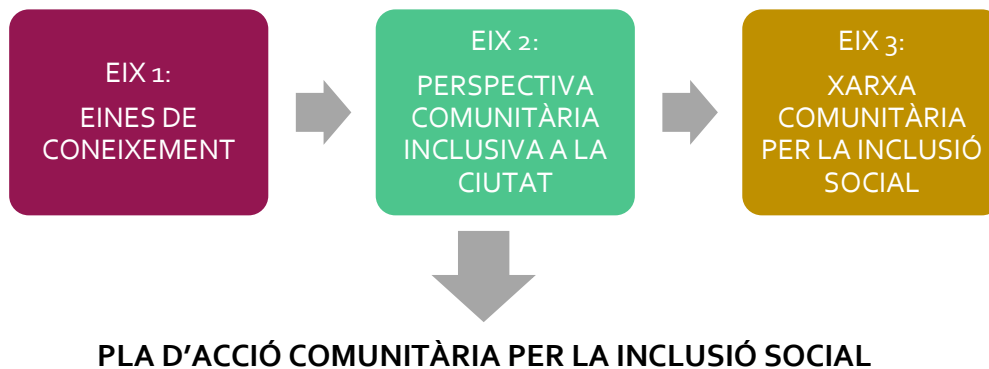 EIX 1:
EINES DE
CONEIXEMENT
EIX 2:
PERSPECTIVA
COMUNITÀRIA
INCLUSIVA A LA
CIUTAT
EIX 3:
XARXA
COMUNITÀRIA
PER LA INCLUSIÓ
SOCIAL
PLA D’ACCIÓ COMUNITÀRIA PER LA INCLUSIÓ SOCIAL